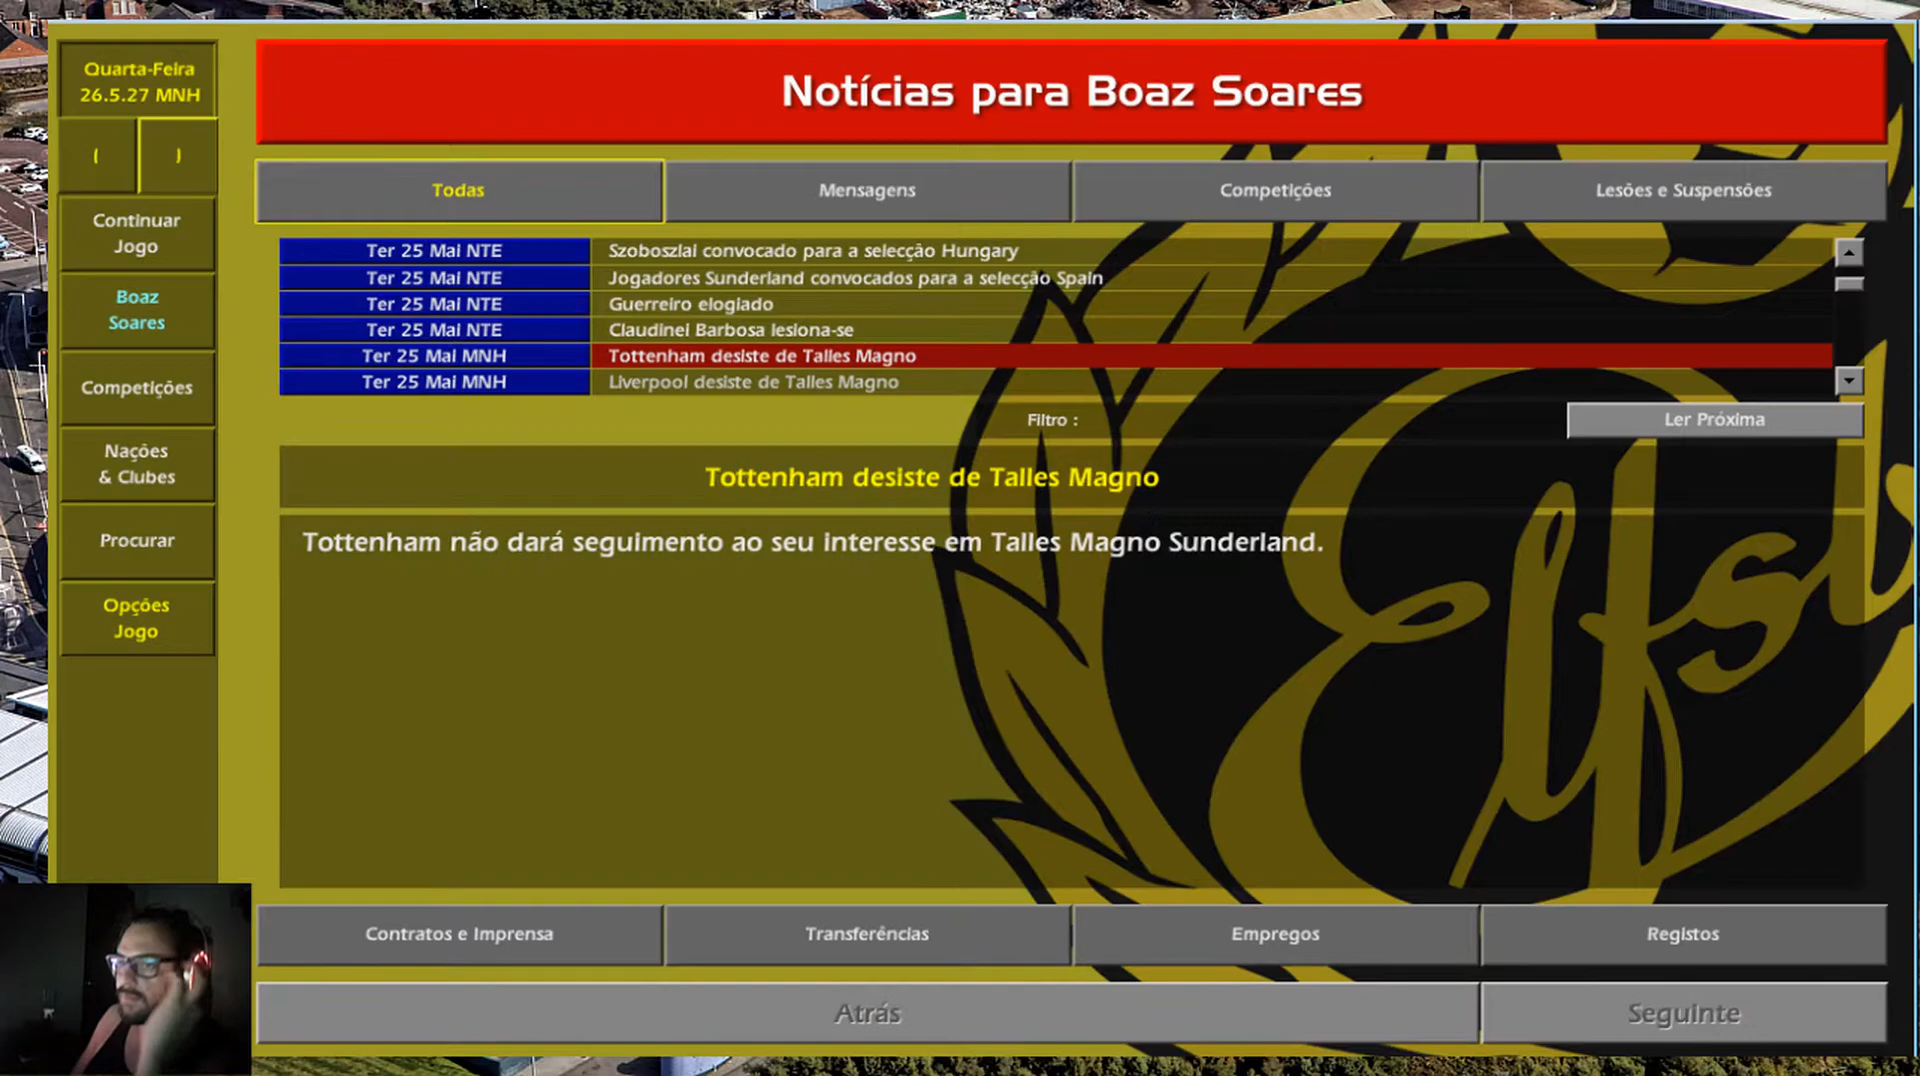 Quarta-Feira
26.5.27 MNH
Notícias para Boaz Soares
Todas
Mensagens
Competições
Lesões e Suspensões
Continuar
Jogo
Boaz
Soares
Competições
Nações
& Clubes
Procurar
Opções
Jogo
Ter 25 Mai NTE Szoboszlai convocado para a selecção Hungary
Ter 25 Mai NTE Jogadores Sunderland convocados para a selecção Spain
Ter 25 Mai NTE Guerreiro elogiado
Ter 25 Mai NTE Claudinei Barbosa lesiona-se
Ter 25 Mai MNH Tottenham desiste de Talles Magno
Ter 25 Mai MNH Liverpool desiste de Talles Magno
Filtro :
Ler Próxima
Tottenham desiste de Talles Magno
Tottenham não dará seguimento ao seu interesse em Talles Magno Sunderland.
Contratos e Imprensa
Transferências
Empregos
Registos
Atrás
Seguinte